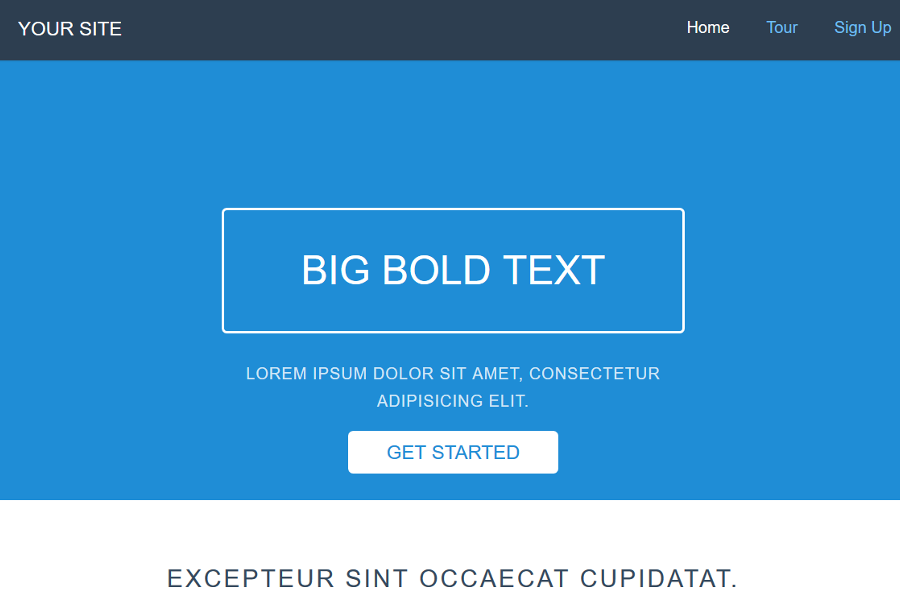 YOUR SITE
Home
Tour
Sign Up
BIG BOLD TEXT
LOREM IPSUM DOLOR SIT AMET, CONSECTETUR
ADIPISICING ELIT.
GET STARTED
EXCEPTEUR SINT OCCAECAT CUPIDATAT.